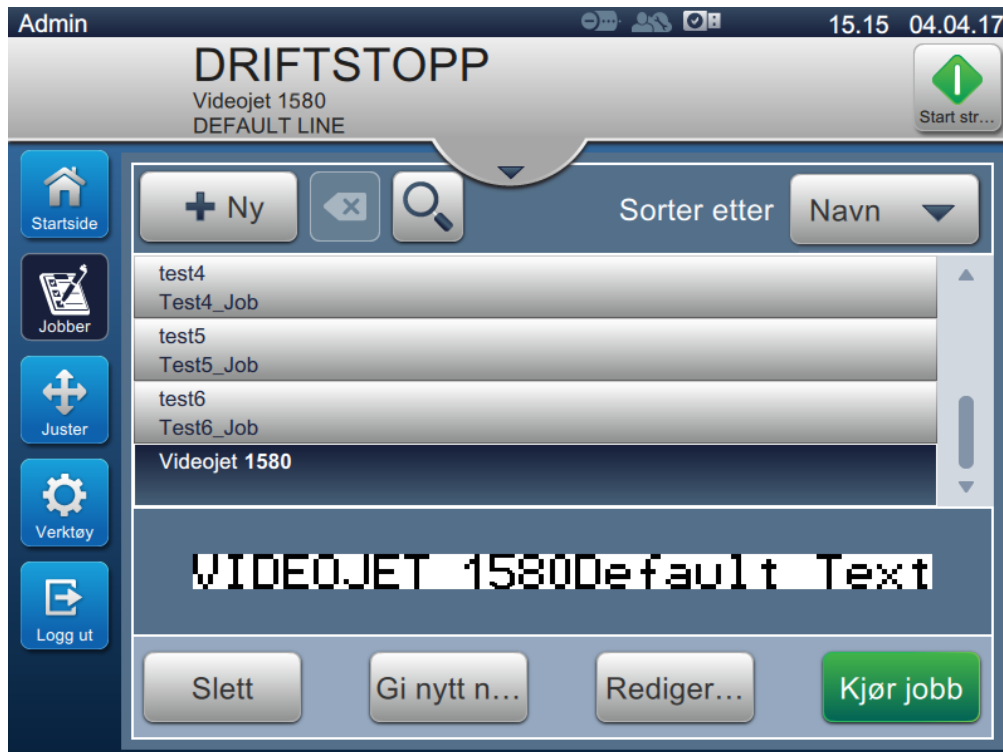 Admin 15.15 04.04.17
DRIFTSTOPP
Videojet 1580
DEFAULT LINE
Start str...
Startside
Jobber
Juster
Verktøy
Logg ut
Ny
Sorter etter Navn
test4
Test4_Job
test5
Test5_Job
test6
Test6_Job
Videojet 1580
VIDEOJET 1580Default Text
Slett Gi nytt n... Rediger... Kjør jobb